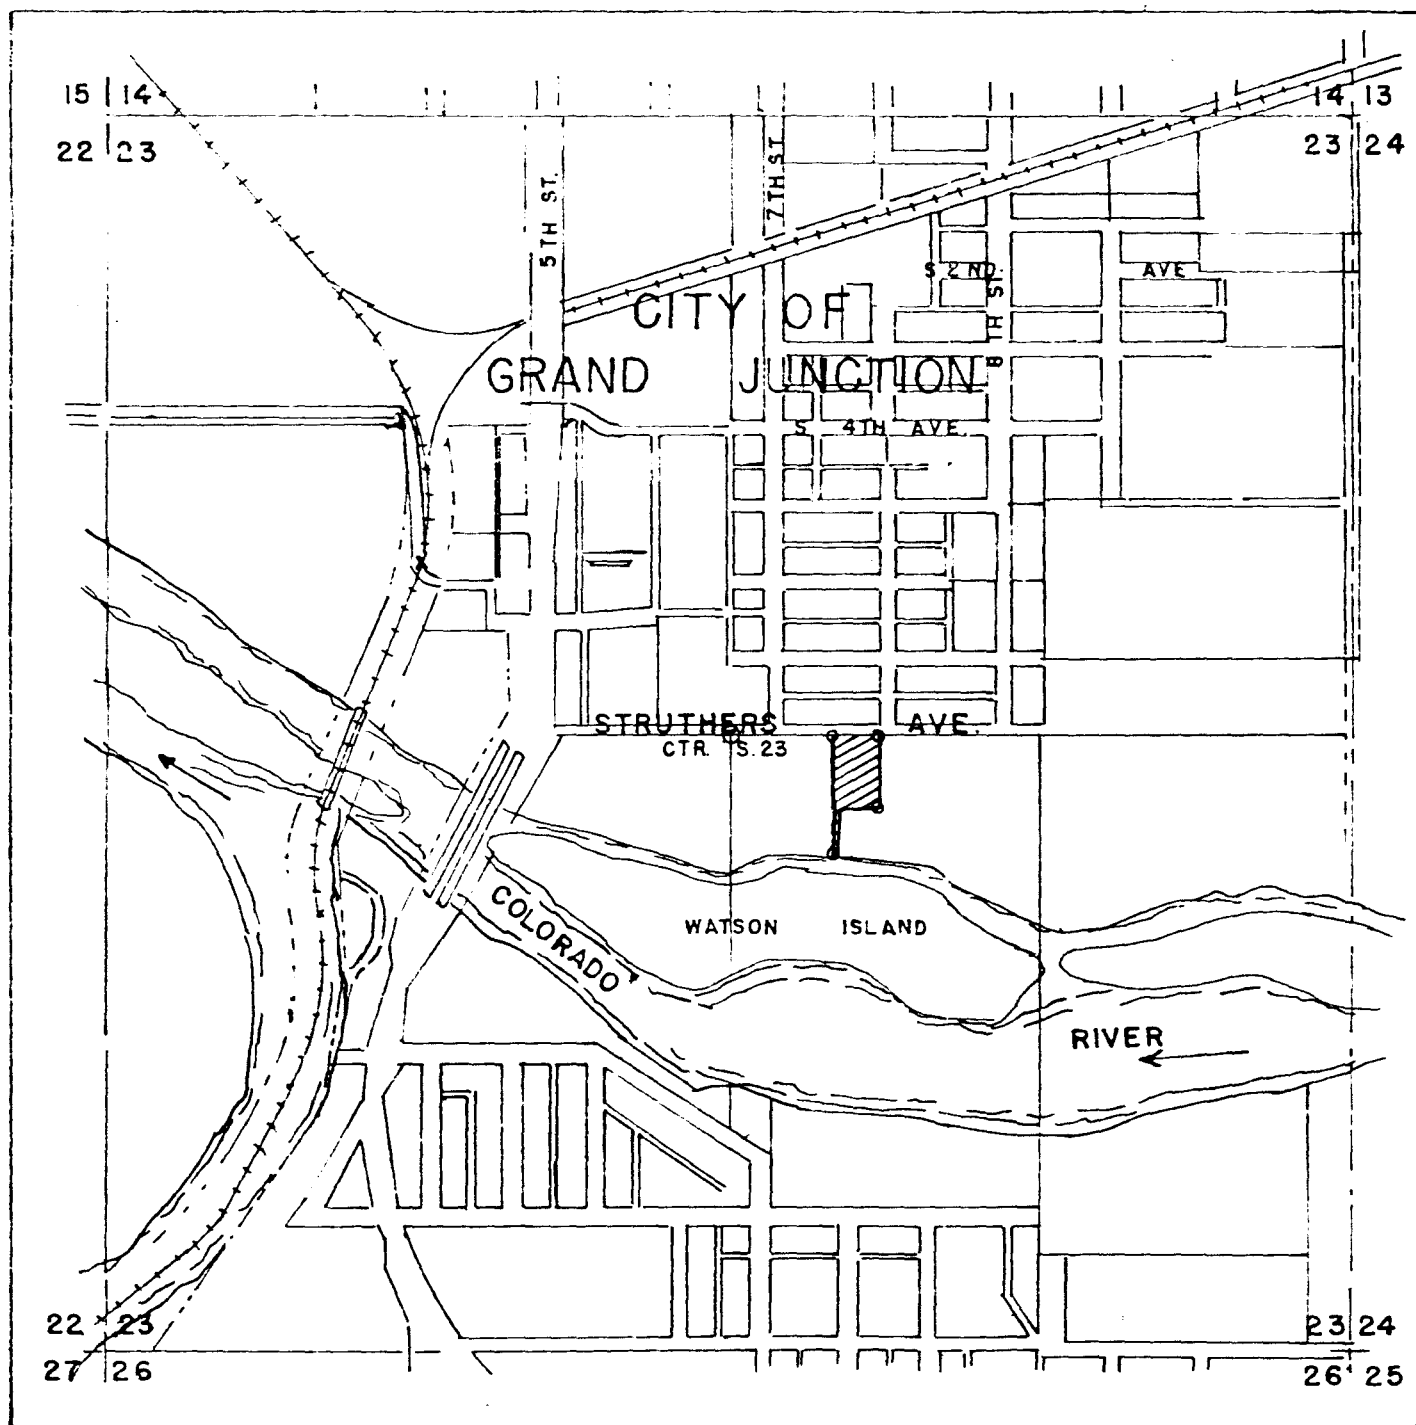 15 14
14 13
22 23
23 24
5TH ST.
7TH ST
S 2ND. AVE
8TH ST.
CITY OF
GRAND JUNCTION
S 4TH AVE.
STRUTHERS AVE.
CTR. S.23
WATSON ISLAND
COLORADO
RIVER
22 23
23 24
27 26
26 25